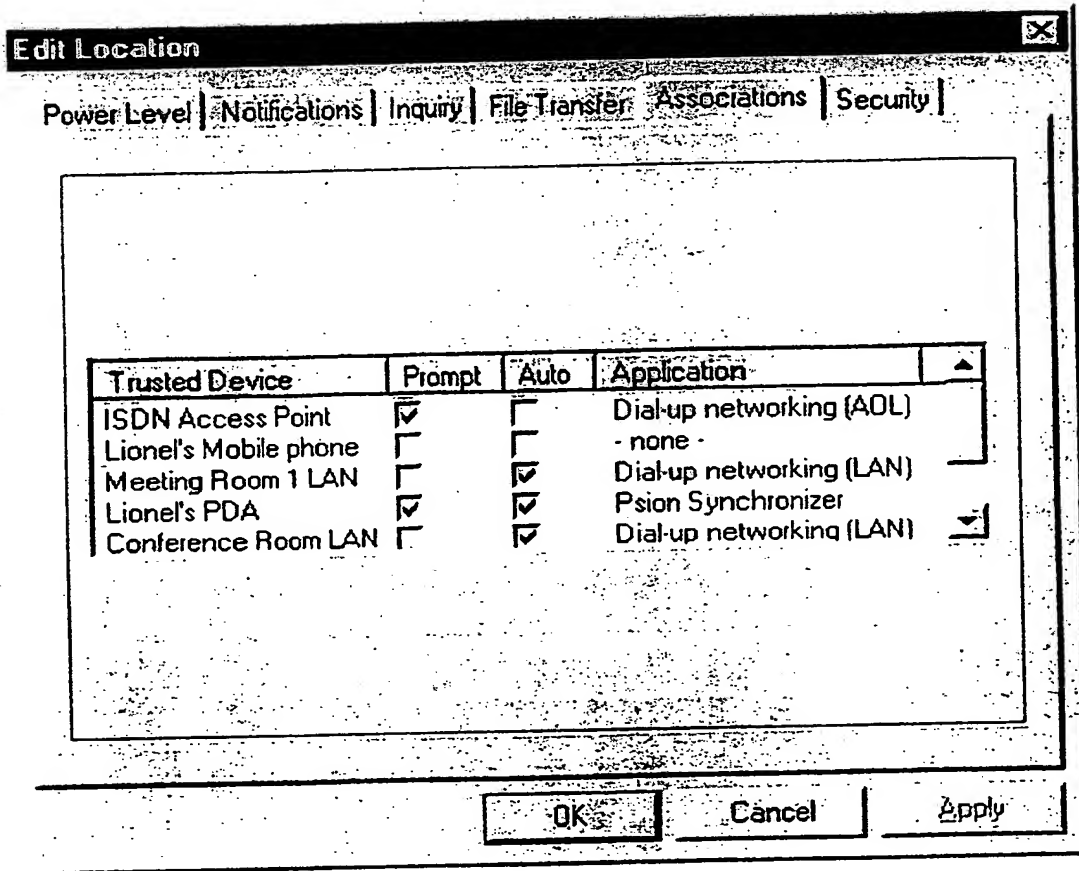 Edit Location
Power Level Notifications Inquiry File Transfer Associations Security
Trusted Device Prompt Auto Application
ISDN Access Point Dial-up networking (AOL)
Lionel's Mobile phone - none -
Meeting Room 1 LAN Dial-up networking (LAN)
Lionel's PDA Psion Synchronizer
Conference Room LAN Dial-up networking (LAN)
OK Cancel Apply